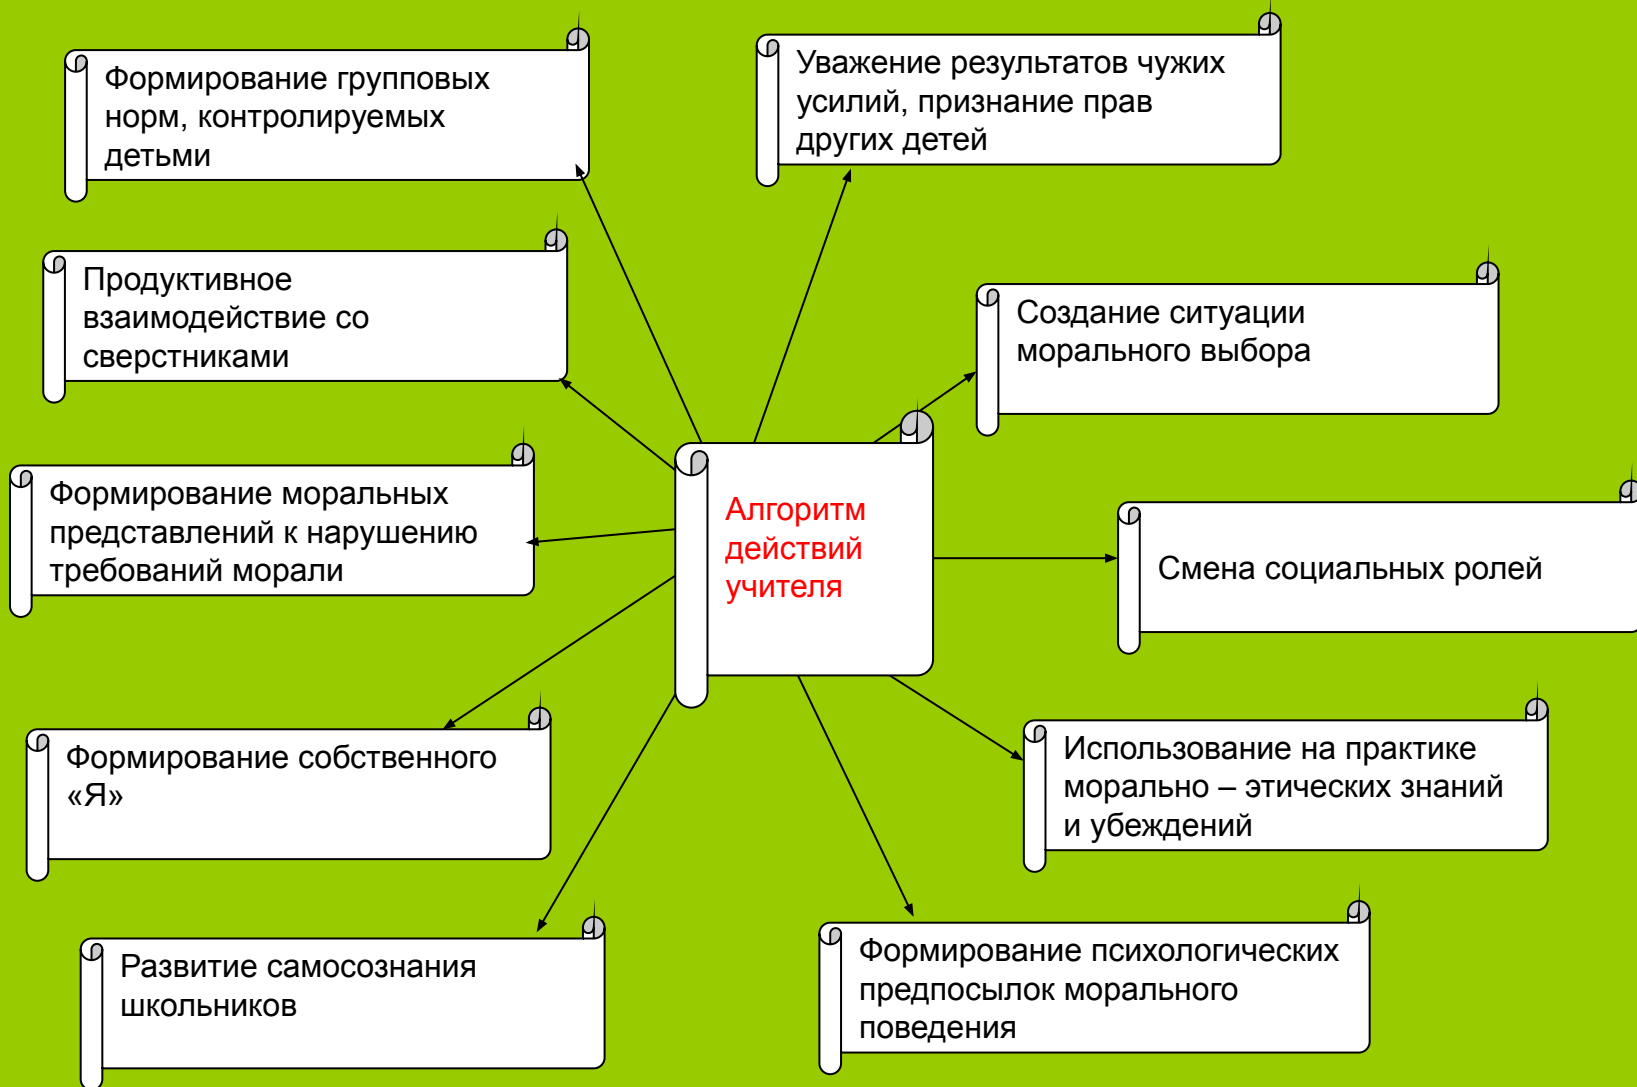 Формирование групповых
норм, контролируемых
детьми
Уважение результатов чужих
усилий, признание прав
других детей
Продуктивное
взаимодействие со
сверстниками
Создание ситуации
морального выбора
Формирование моральных
представлений к нарушению
требований морали
Алгоритм
действий
учителя
Смена социальных ролей
Формирование собственного
«Я»
Использование на практике
морально – этических знаний
и убеждений
Развитие самосознания
школьников
Формирование психологических
предпосылок морального
поведения